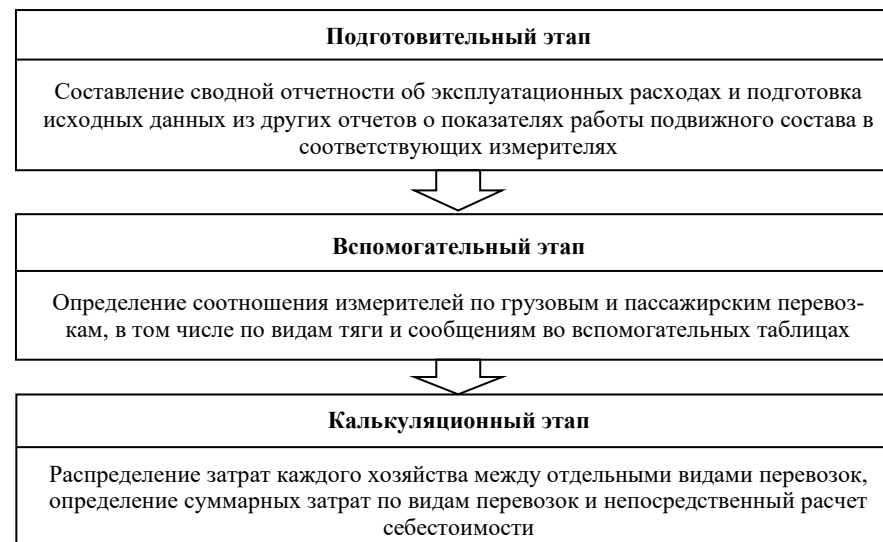 Подготовительный этап
Составление сводной отчетности об эксплуатационных расходах и подготовка
исходных данных из других отчетов о показателях работы подвижного состава в
соответствующих измерителях
Вспомогательный этап
Определение соотношения измерителей по грузовым и пассажирским перевоз-
кам, в том числе по видам тяги и сообщениям во вспомогательных таблицах
Калькуляционный этап
Распределение затрат каждого хозяйства между отдельными видами перевозок,
определение суммарных затрат по видам перевозок и непосредственный расчет
себестоимости